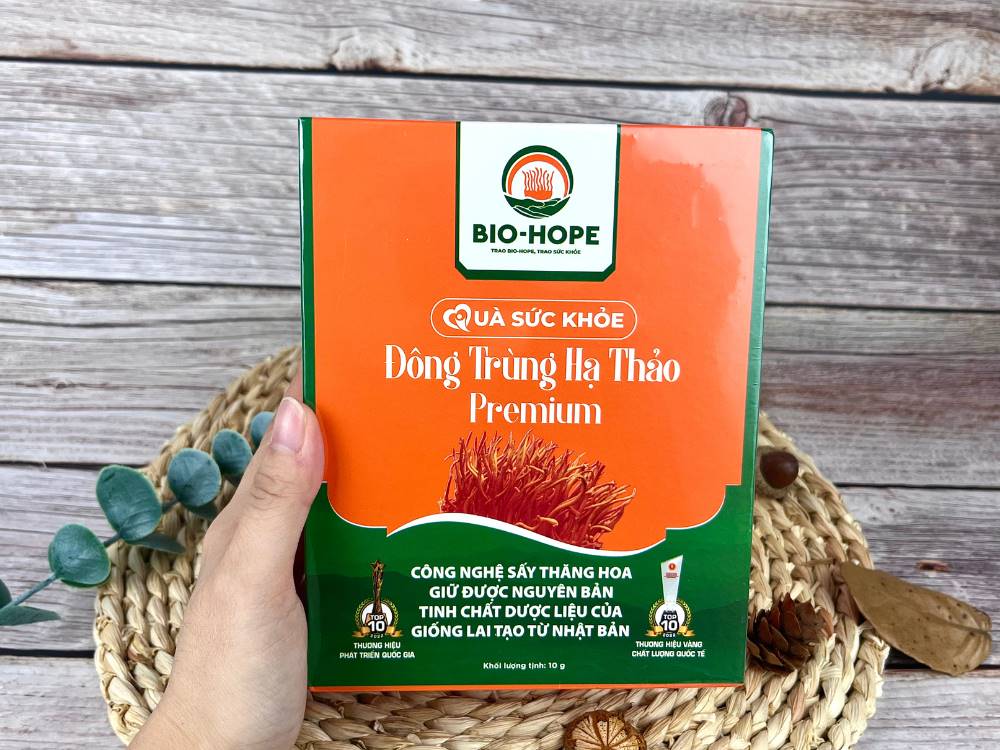 BIO-HOPE
TRAO BIO-HOPE, TRAO SỨC KHỎE
QUÀ SỨC KHỎE
Đông Trùng Hạ Thảo
Premium
CÔNG NGHỆ SẤY THĂNG HOA
GIỮ ĐƯỢC NGUYÊN BẢN
TINH CHẤT DƯỢC LIỆU CỦA
GIỐNG LAI TẠO TỪ NHẬT BẢN
TOP
10
2022
THƯƠNG HIỆU
PHÁT TRIỂN QUỐC GIA
TOP
10
2022
THƯƠNG HIỆU VÀNG
CHẤT LƯỢNG QUỐC TẾ
Khối lượng tịnh: 10 g